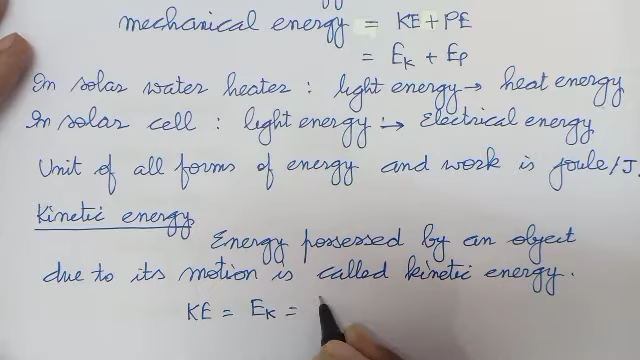 mechanical energy = KE + PE
= EK + EP
In solar water heater : light energy → heat energy
In solar cell : light energy :→ Electrical energy
Unit of all forms of energy and work is joule/J.
Kinetic energy
Energy possessed by an object
due to its motion is called kinetic energy.
KE = EK =